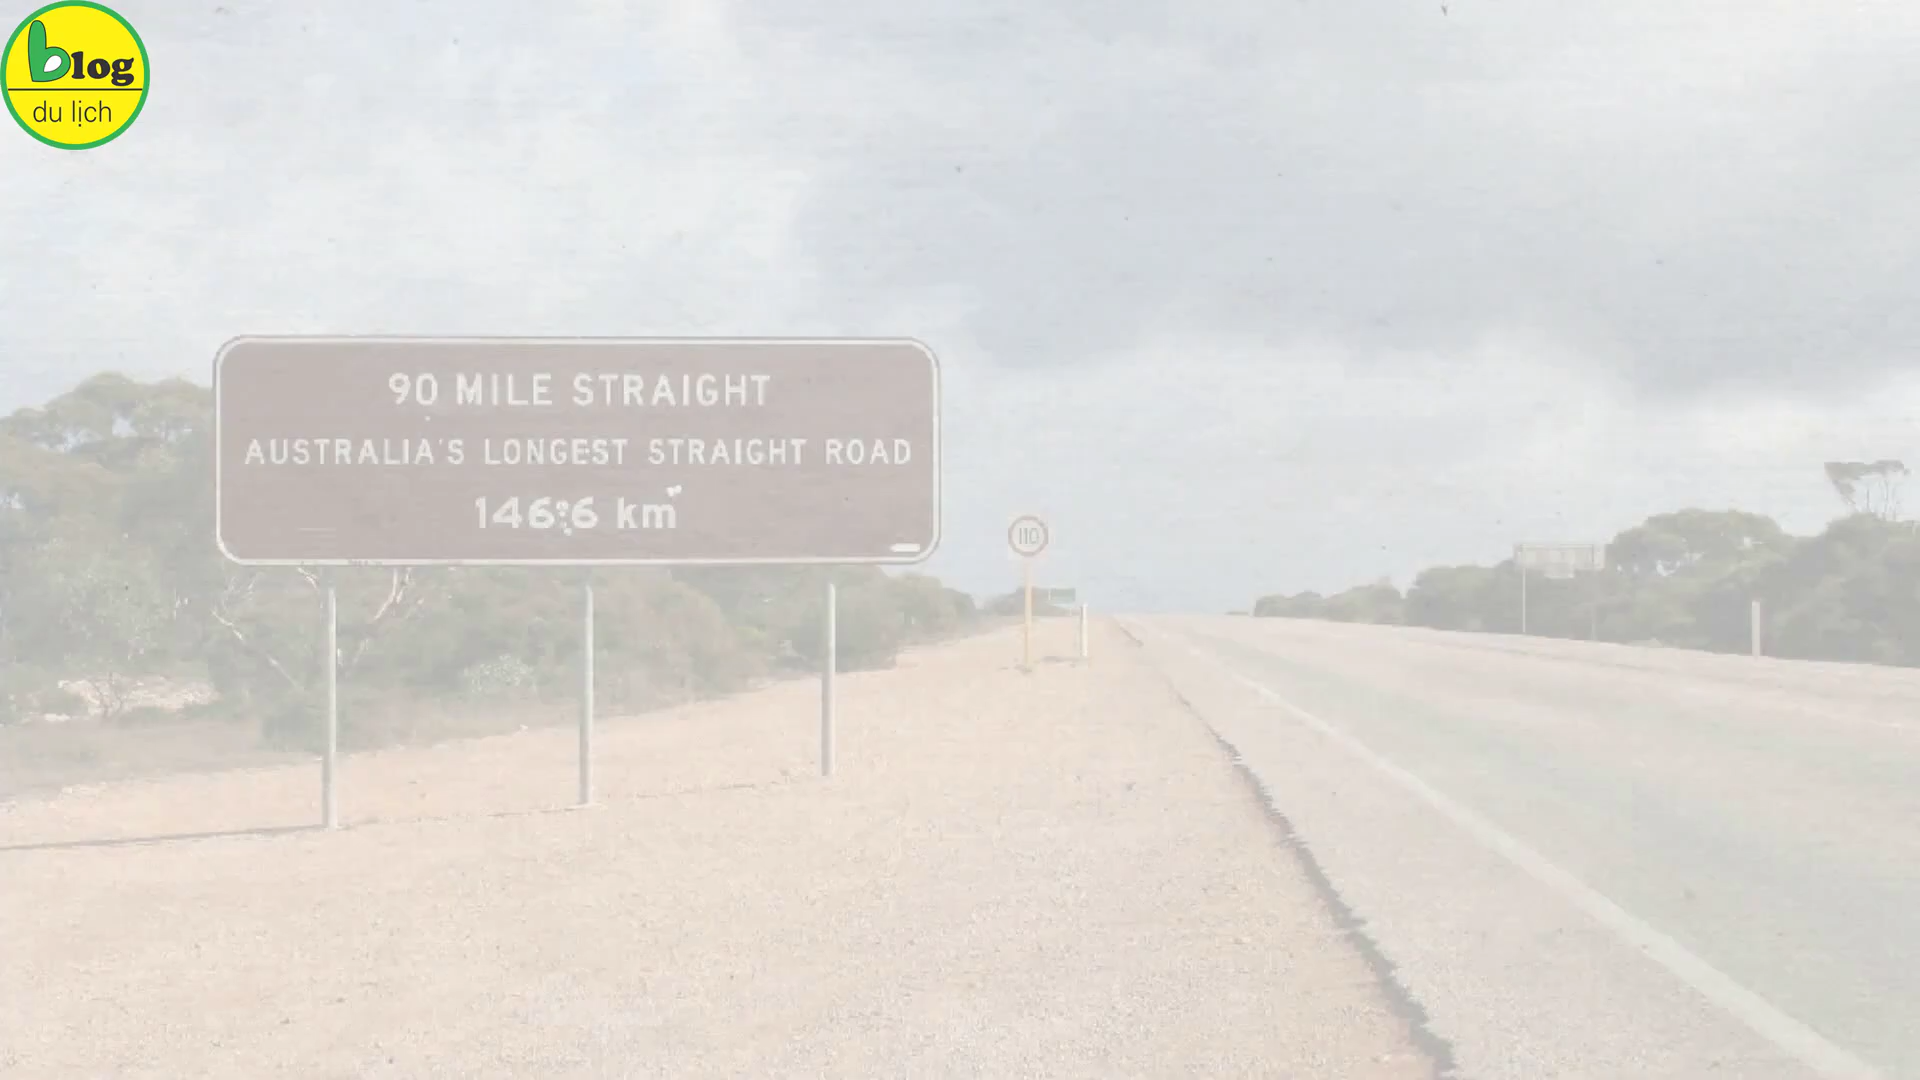 blog
du lịch
90 MILE STRAIGHT
AUSTRALIA'S LONGEST STRAIGHT ROAD
146.6 km
110